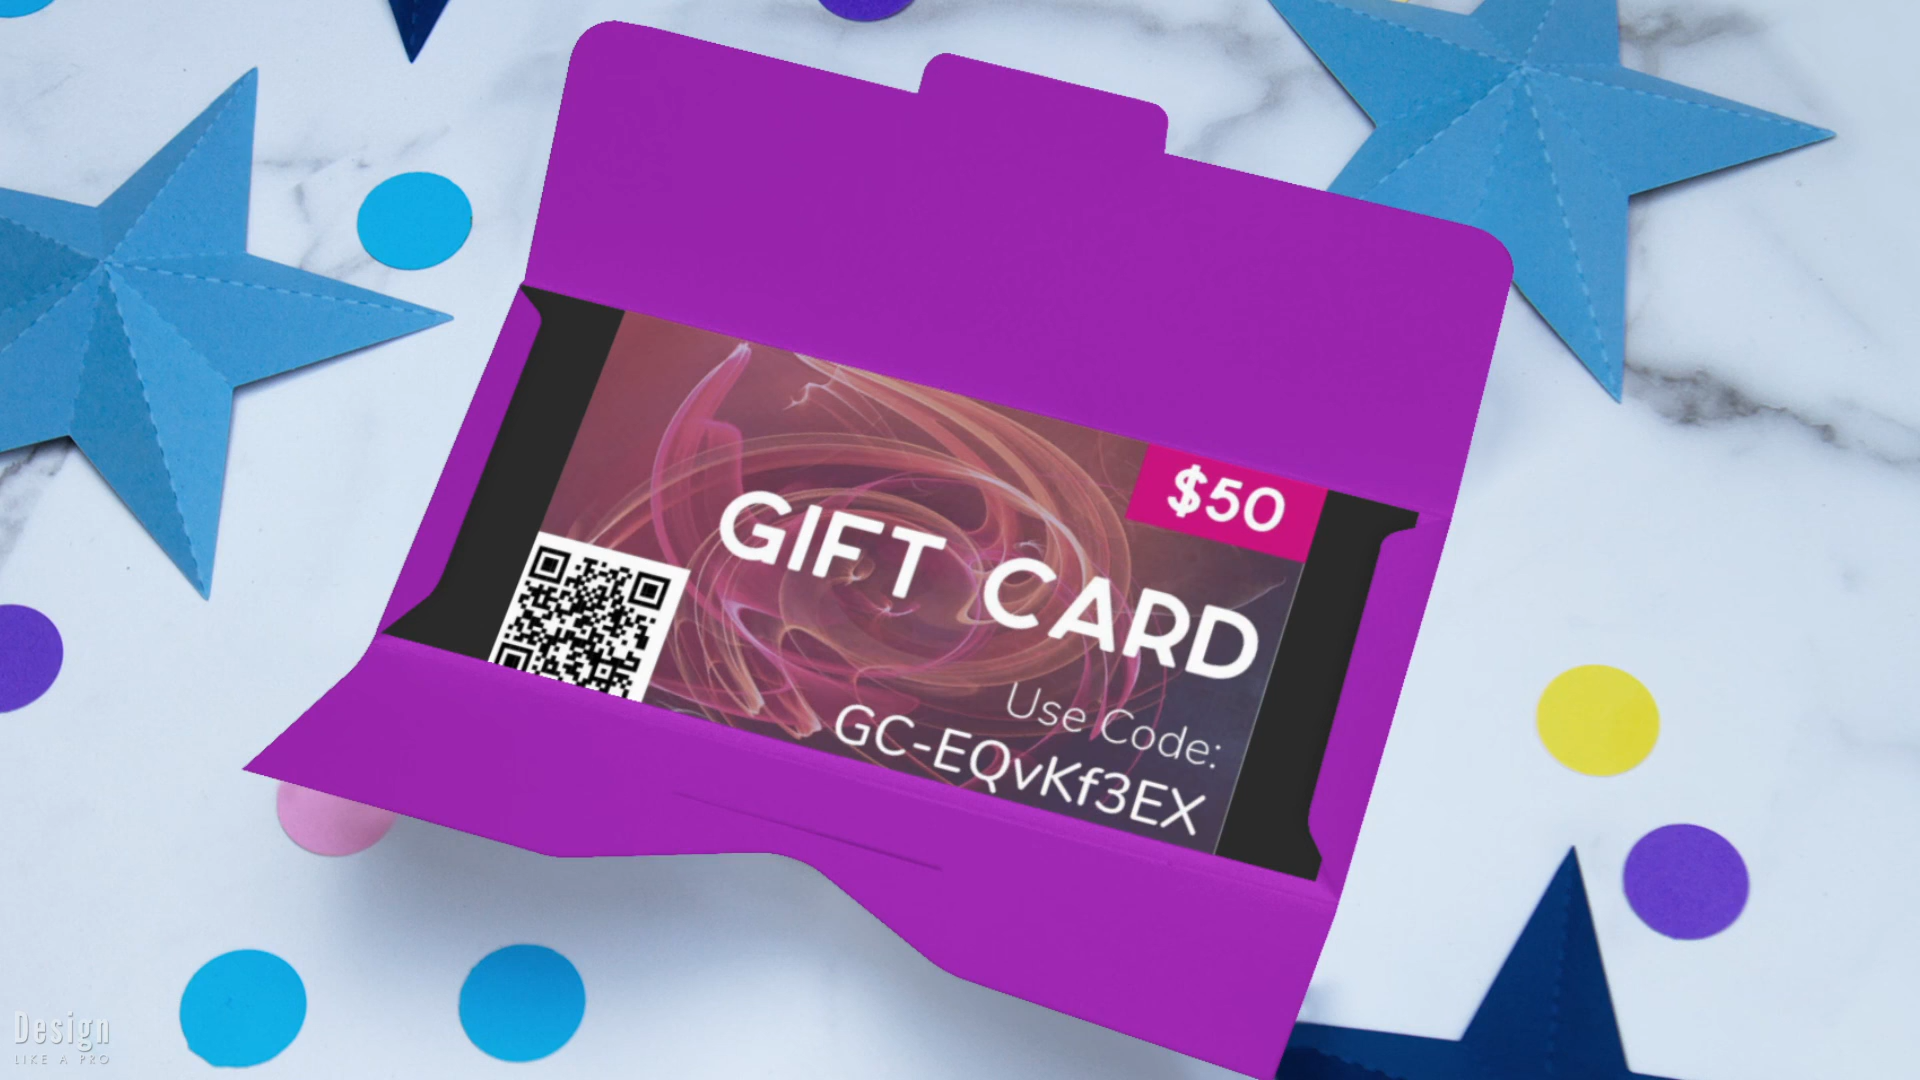 $50
GIFT CARD
Use Code:
GC-EQvKf3EX
Design
LIKE A PRO